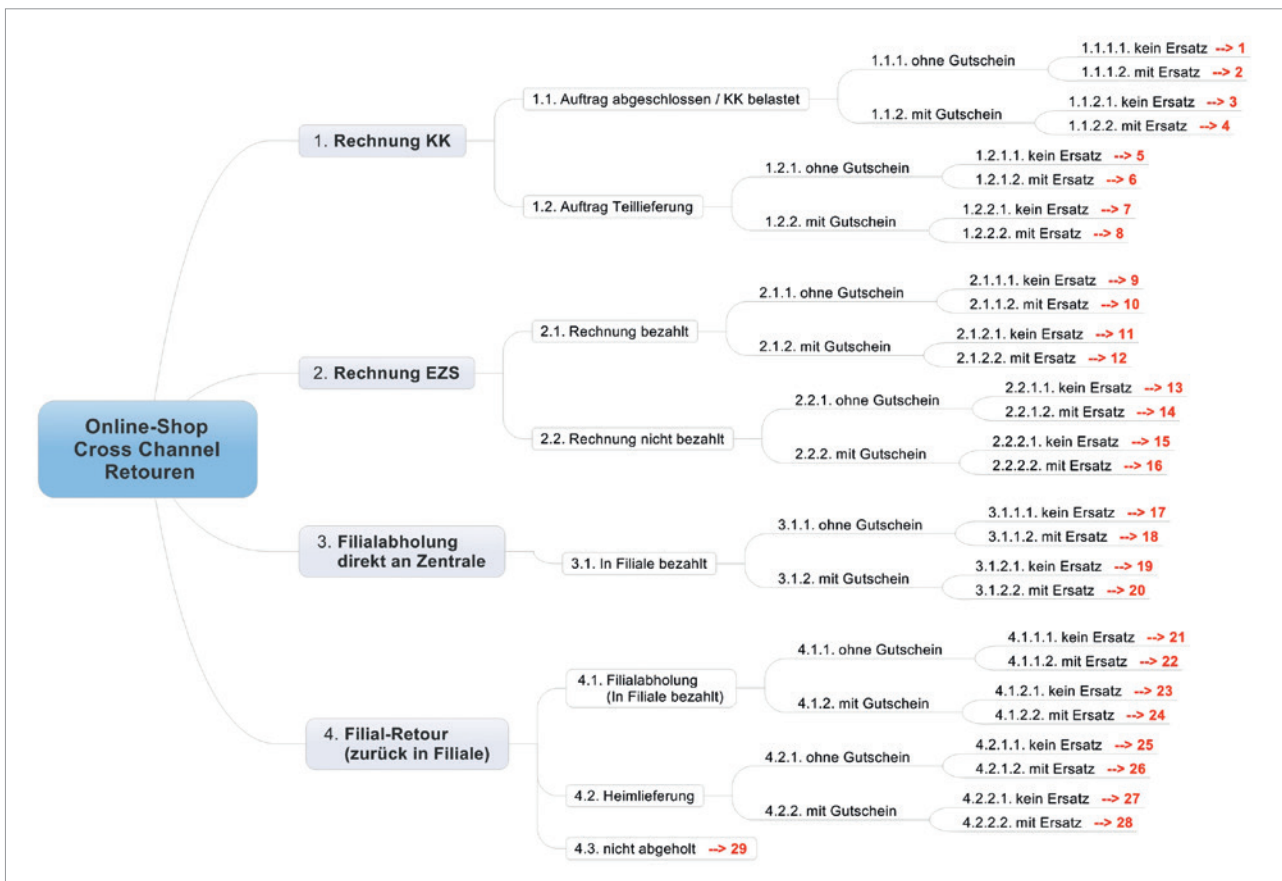 Online-Shop
Cross Channel
Retouren
1. Rechnung KK
1.1. Auftrag abgeschlossen / KK belastet
1.1.1. ohne Gutschein
1.1.1.1. kein Ersatz --> 1
1.1.1.2. mit Ersatz --> 2
1.1.2. mit Gutschein
1.1.2.1. kein Ersatz --> 3
1.1.2.2. mit Ersatz --> 4
1.2. Auftrag Teillieferung
1.2.1. ohne Gutschein
1.2.1.1. kein Ersatz --> 5
1.2.1.2. mit Ersatz --> 6
1.2.2. mit Gutschein
1.2.2.1. kein Ersatz --> 7
1.2.2.2. mit Ersatz --> 8
2. Rechnung EZS
2.1. Rechnung bezahlt
2.1.1. ohne Gutschein
2.1.1.1. kein Ersatz --> 9
2.1.1.2. mit Ersatz --> 10
2.1.2. mit Gutschein
2.1.2.1. kein Ersatz --> 11
2.1.2.2. mit Ersatz --> 12
2.2. Rechnung nicht bezahlt
2.2.1. ohne Gutschein
2.2.1.1. kein Ersatz --> 13
2.2.1.2. mit Ersatz --> 14
2.2.2. mit Gutschein
2.2.2.1. kein Ersatz --> 15
2.2.2.2. mit Ersatz --> 16
3. Filialabholung
direkt an Zentrale
3.1. In Filiale bezahlt
3.1.1. ohne Gutschein
3.1.1.1. kein Ersatz --> 17
3.1.1.2. mit Ersatz --> 18
3.1.2. mit Gutschein
3.1.2.1. kein Ersatz --> 19
3.1.2.2. mit Ersatz --> 20
4. Filial-Retour
(zurück in Filiale)
4.1. Filialabholung
(In Filiale bezahlt)
4.1.1. ohne Gutschein
4.1.1.1. kein Ersatz --> 21
4.1.1.2. mit Ersatz --> 22
4.1.2. mit Gutschein
4.1.2.1. kein Ersatz --> 23
4.1.2.2. mit Ersatz --> 24
4.2. Heimlieferung
4.2.1. ohne Gutschein
4.2.1.1. kein Ersatz --> 25
4.2.1.2. mit Ersatz --> 26
4.2.2. mit Gutschein
4.2.2.1. kein Ersatz --> 27
4.2.2.2. mit Ersatz --> 28
4.3. nicht abgeholt --> 29